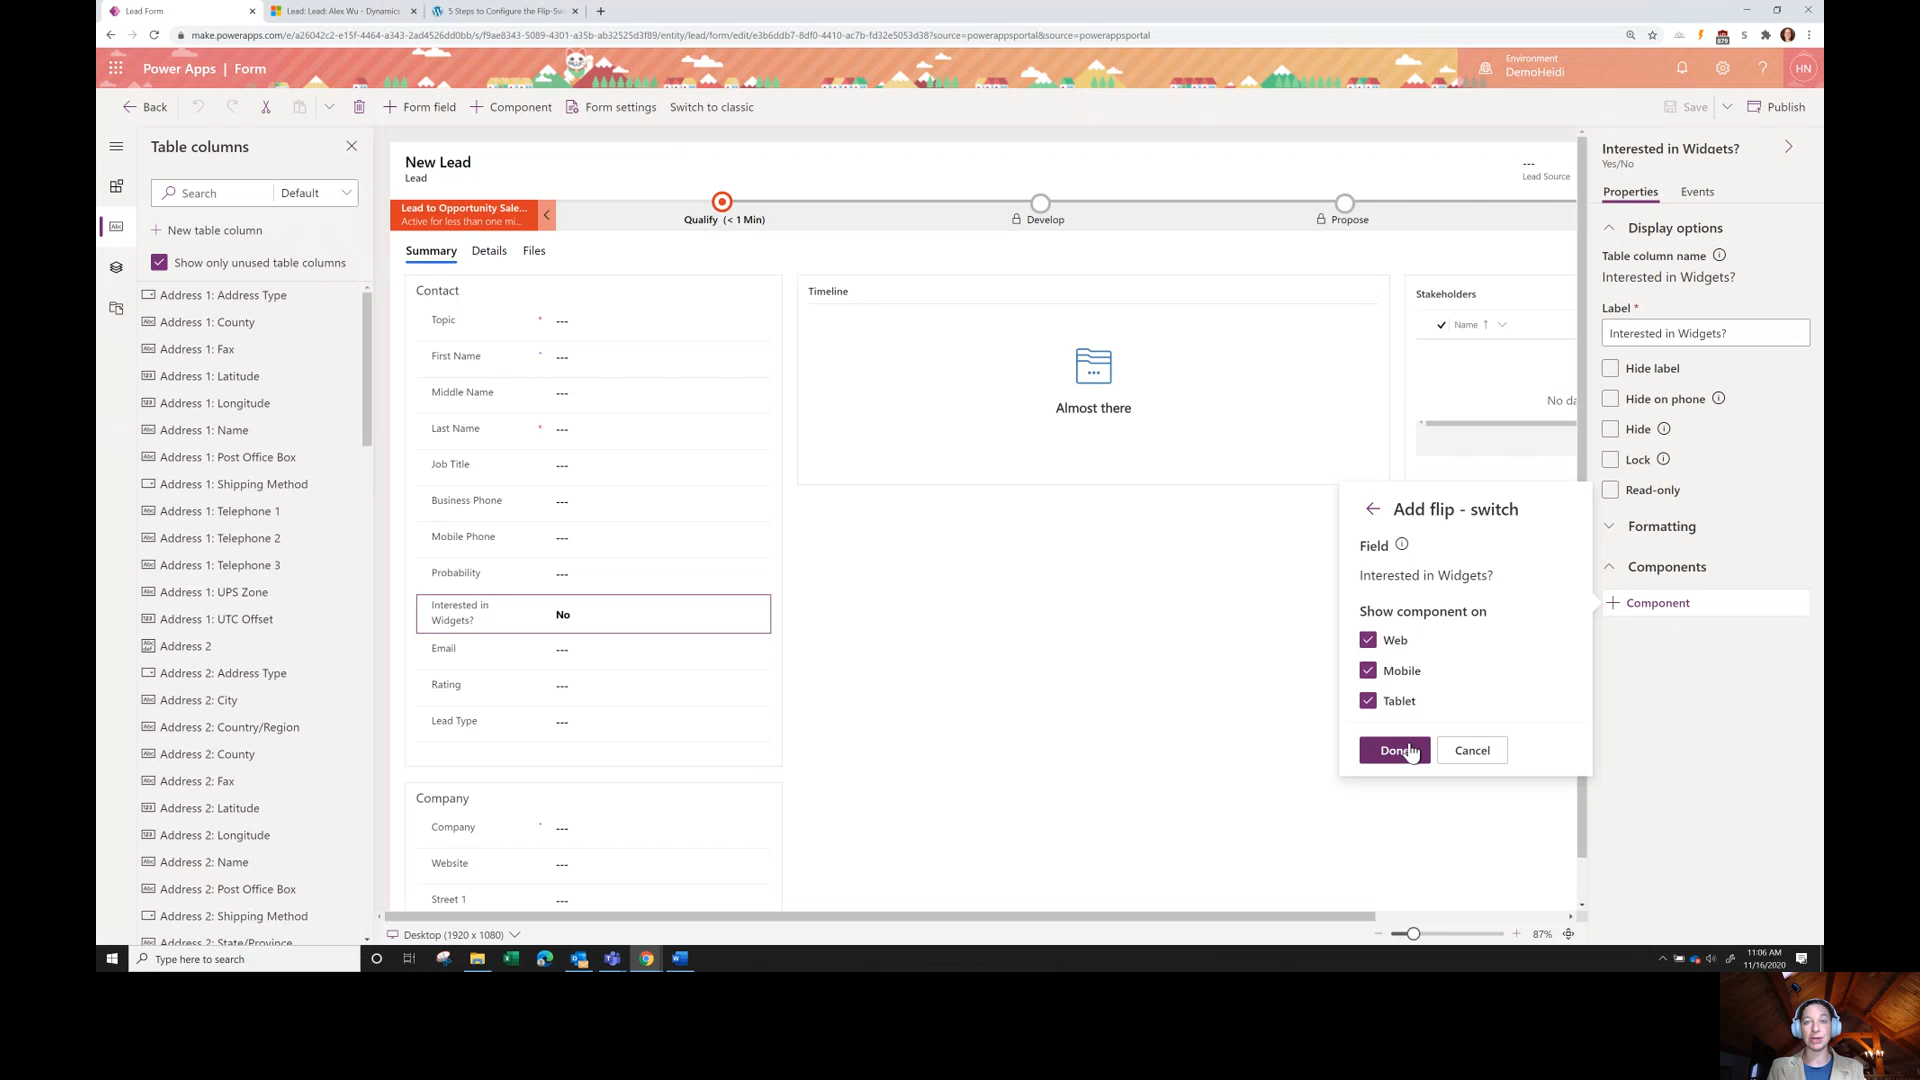 Lead Form
Lead: Lead: Alex Wu - Dynamics
5 Steps to Configure the Flip-Sw
make.powerapps.com/e/a26042c2-e15f-4464-a343-2ad4526dd0bb/s/f9ae8343-5089-4301-a35b-ab32525d3f89/entity/lead/form/edit/e3b6ddb7-8df0-4410-ac7b-fd32e5053d38?source=powerappsportal&source=powerappsportal
Power Apps | Form
Environment
DemoHeidi
HN
Back
Form field
Component
Form settings
Switch to classic
Save
Publish
Table columns
Search
Default
New table column
Show only unused table columns
Address 1: Address Type
Address 1: County
Address 1: Fax
Address 1: Latitude
Address 1: Longitude
Address 1: Name
Address 1: Post Office Box
Address 1: Shipping Method
Address 1: Telephone 1
Address 1: Telephone 2
Address 1: Telephone 3
Address 1: UPS Zone
Address 1: UTC Offset
Address 2
Address 2: Address Type
Address 2: City
Address 2: Country/Region
Address 2: County
Address 2: Fax
Address 2: Latitude
Address 2: Longitude
Address 2: Name
Address 2: Post Office Box
Address 2: Shipping Method
Address 2: State/Province
New Lead
Lead
---
Lead Source
Lead to Opportunity Sale...
Active for less than one mi...
Qualify (< 1 Min)
Develop
Propose
Summary
Details
Files
Contact
Topic * ---
First Name * ---
Middle Name ---
Last Name * ---
Job Title ---
Business Phone ---
Mobile Phone ---
Probability ---
Interested in
Widgets?
No
Email ---
Rating ---
Lead Type ---
Company
Company * ---
Website ---
Street 1 ---
Timeline
Almost there
Stakeholders
Name
No da
Add flip - switch
Field
Interested in Widgets?
Show component on
Web
Mobile
Tablet
Done
Cancel
Interested in Widgets?
Yes/No
Properties
Events
Display options
Table column name
Interested in Widgets?
Label *
Interested in Widgets?
Hide label
Hide on phone
Hide
Lock
Read-only
Formatting
Components
Component
Desktop (1920 x 1080)
87%
Type here to search
11:06 AM
11/16/2020